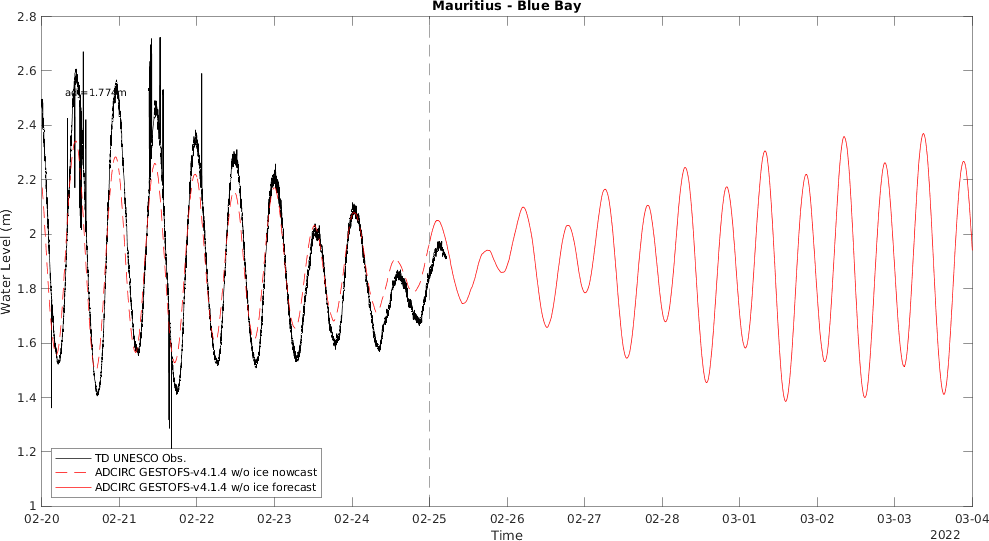 Mauritius - Blue Bay
2.8
2.6
2.4
2.2
2
1.8
1.6
1.4
1.2
1
Water Level (m)
TD UNESCO Obs.
ADCIRC GESTOFS-v4.1.4 w/o ice nowcast
ADCIRC GESTOFS-v4.1.4 w/o ice forecast
02-20 02-21 02-22 02-23 02-24 02-25 02-26 02-27 02-28 03-01 03-02 03-03 03-04
Time
2022